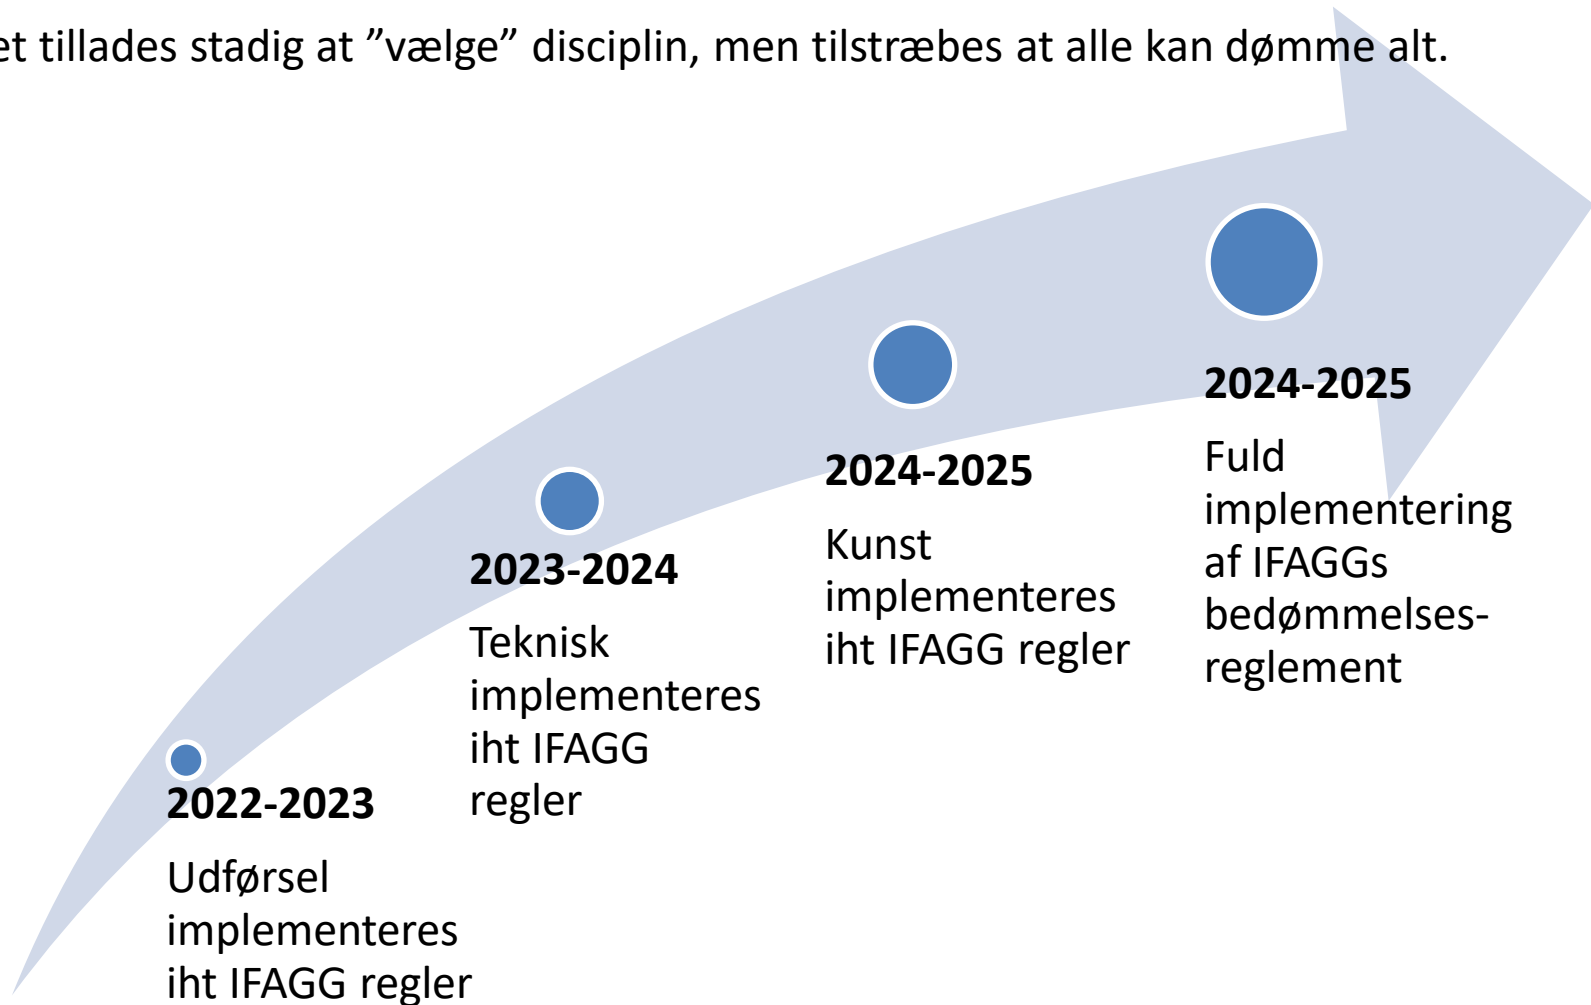 et tillades stadig at ”vælge” disciplin, men tilstræbes at alle kan dømme alt.
2022-2023
Udførsel
implementeres
iht IFAGG regler
2023-2024
Teknisk
implementeres
iht IFAGG
regler
2024-2025
Kunst
implementeres
iht IFAGG regler
2024-2025
Fuld
implementering
af IFAGGs
bedømmelses-
reglement